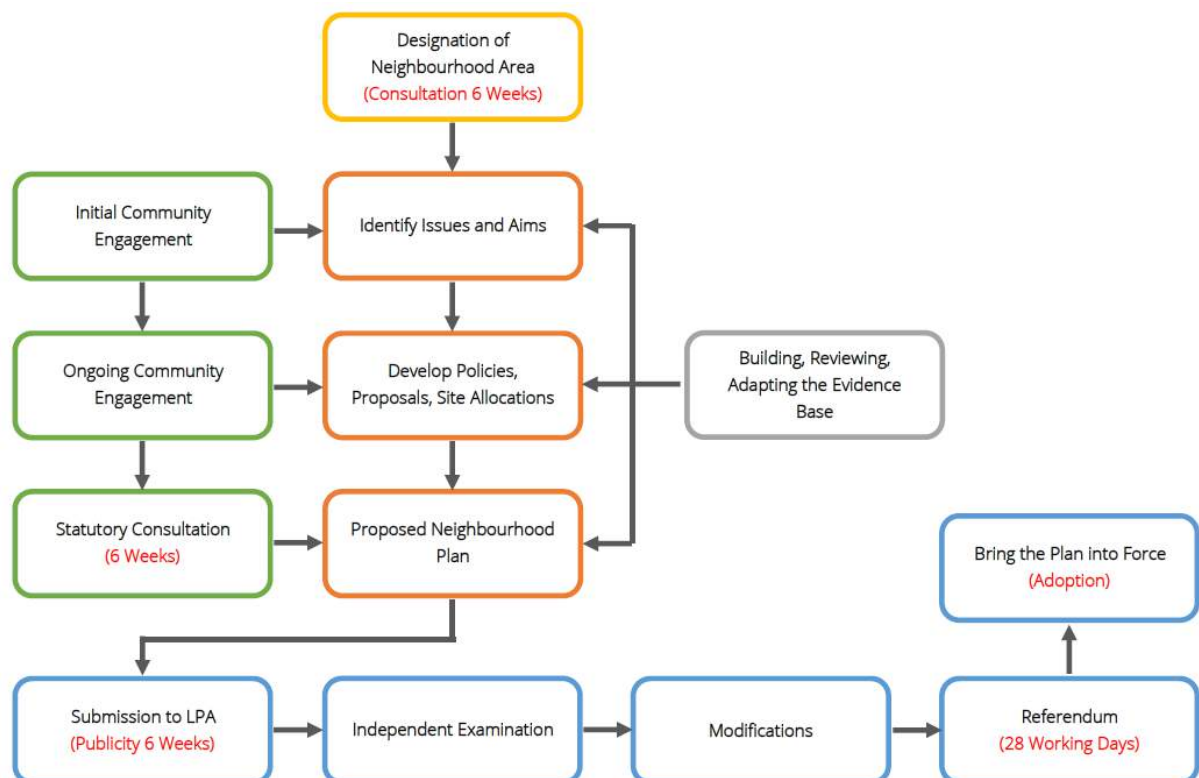 Designation of
Neighbourhood Area
(Consultation 6 Weeks)
Initial Community
Engagement
Identify Issues and Aims
Ongoing Community
Engagement
Develop Policies,
Proposals, Site Allocations
Building, Reviewing,
Adapting the Evidence
Base
Statutory Consultation
(6 Weeks)
Proposed Neighbourhood
Plan
Bring the Plan into Force
(Adoption)
Submission to LPA
(Publicity 6 Weeks)
Independent Examination
Modifications
Referendum
(28 Working Days)